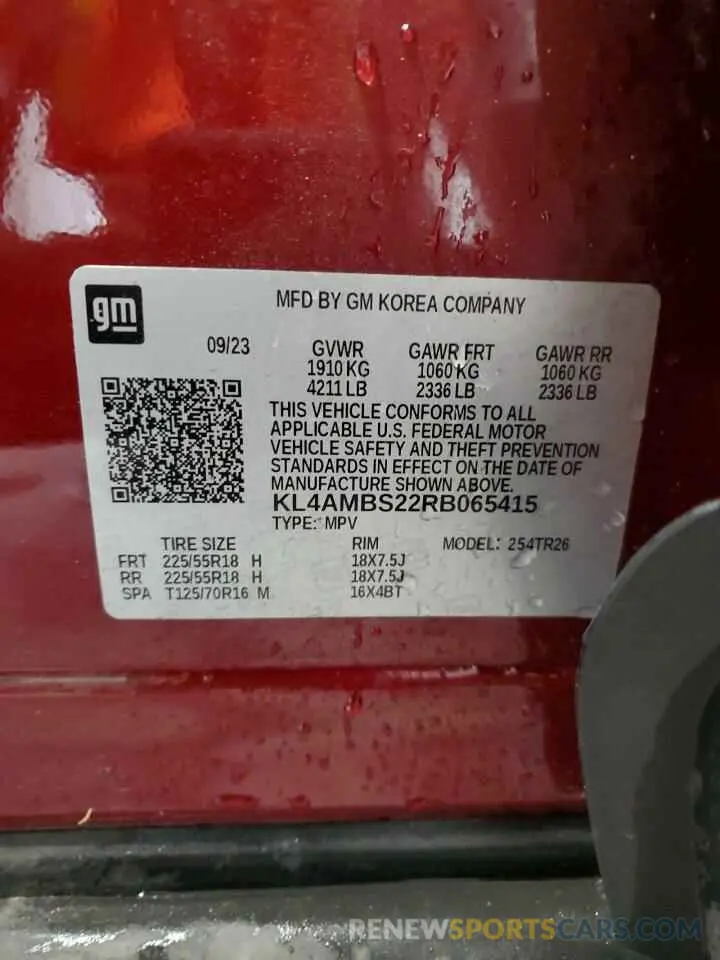 gm
MFD BY GM KOREA COMPANY
09/23 GVWR GAWR FRT GAWR RR
1910 KG 1060 KG 1060 KG
4211 LB 2336 LB 2336 LB
THIS VEHICLE CONFORMS TO ALL
APPLICABLE U.S. FEDERAL MOTOR
VEHICLE SAFETY AND THEFT PREVENTION
STANDARDS IN EFFECT ON THE DATE OF
MANUFACTURE SHOWN ABOVE.
KL4AMBS22RB065415
TYPE: MPV
TIRE SIZE RIM MODEL: 254TR26
FRT 225/55R18 H 18X7.5J
RR 225/55R18 H 18X7.5J
SPA T125/70R16 M 16X4BT
RENEWSPORTSCARS.COM